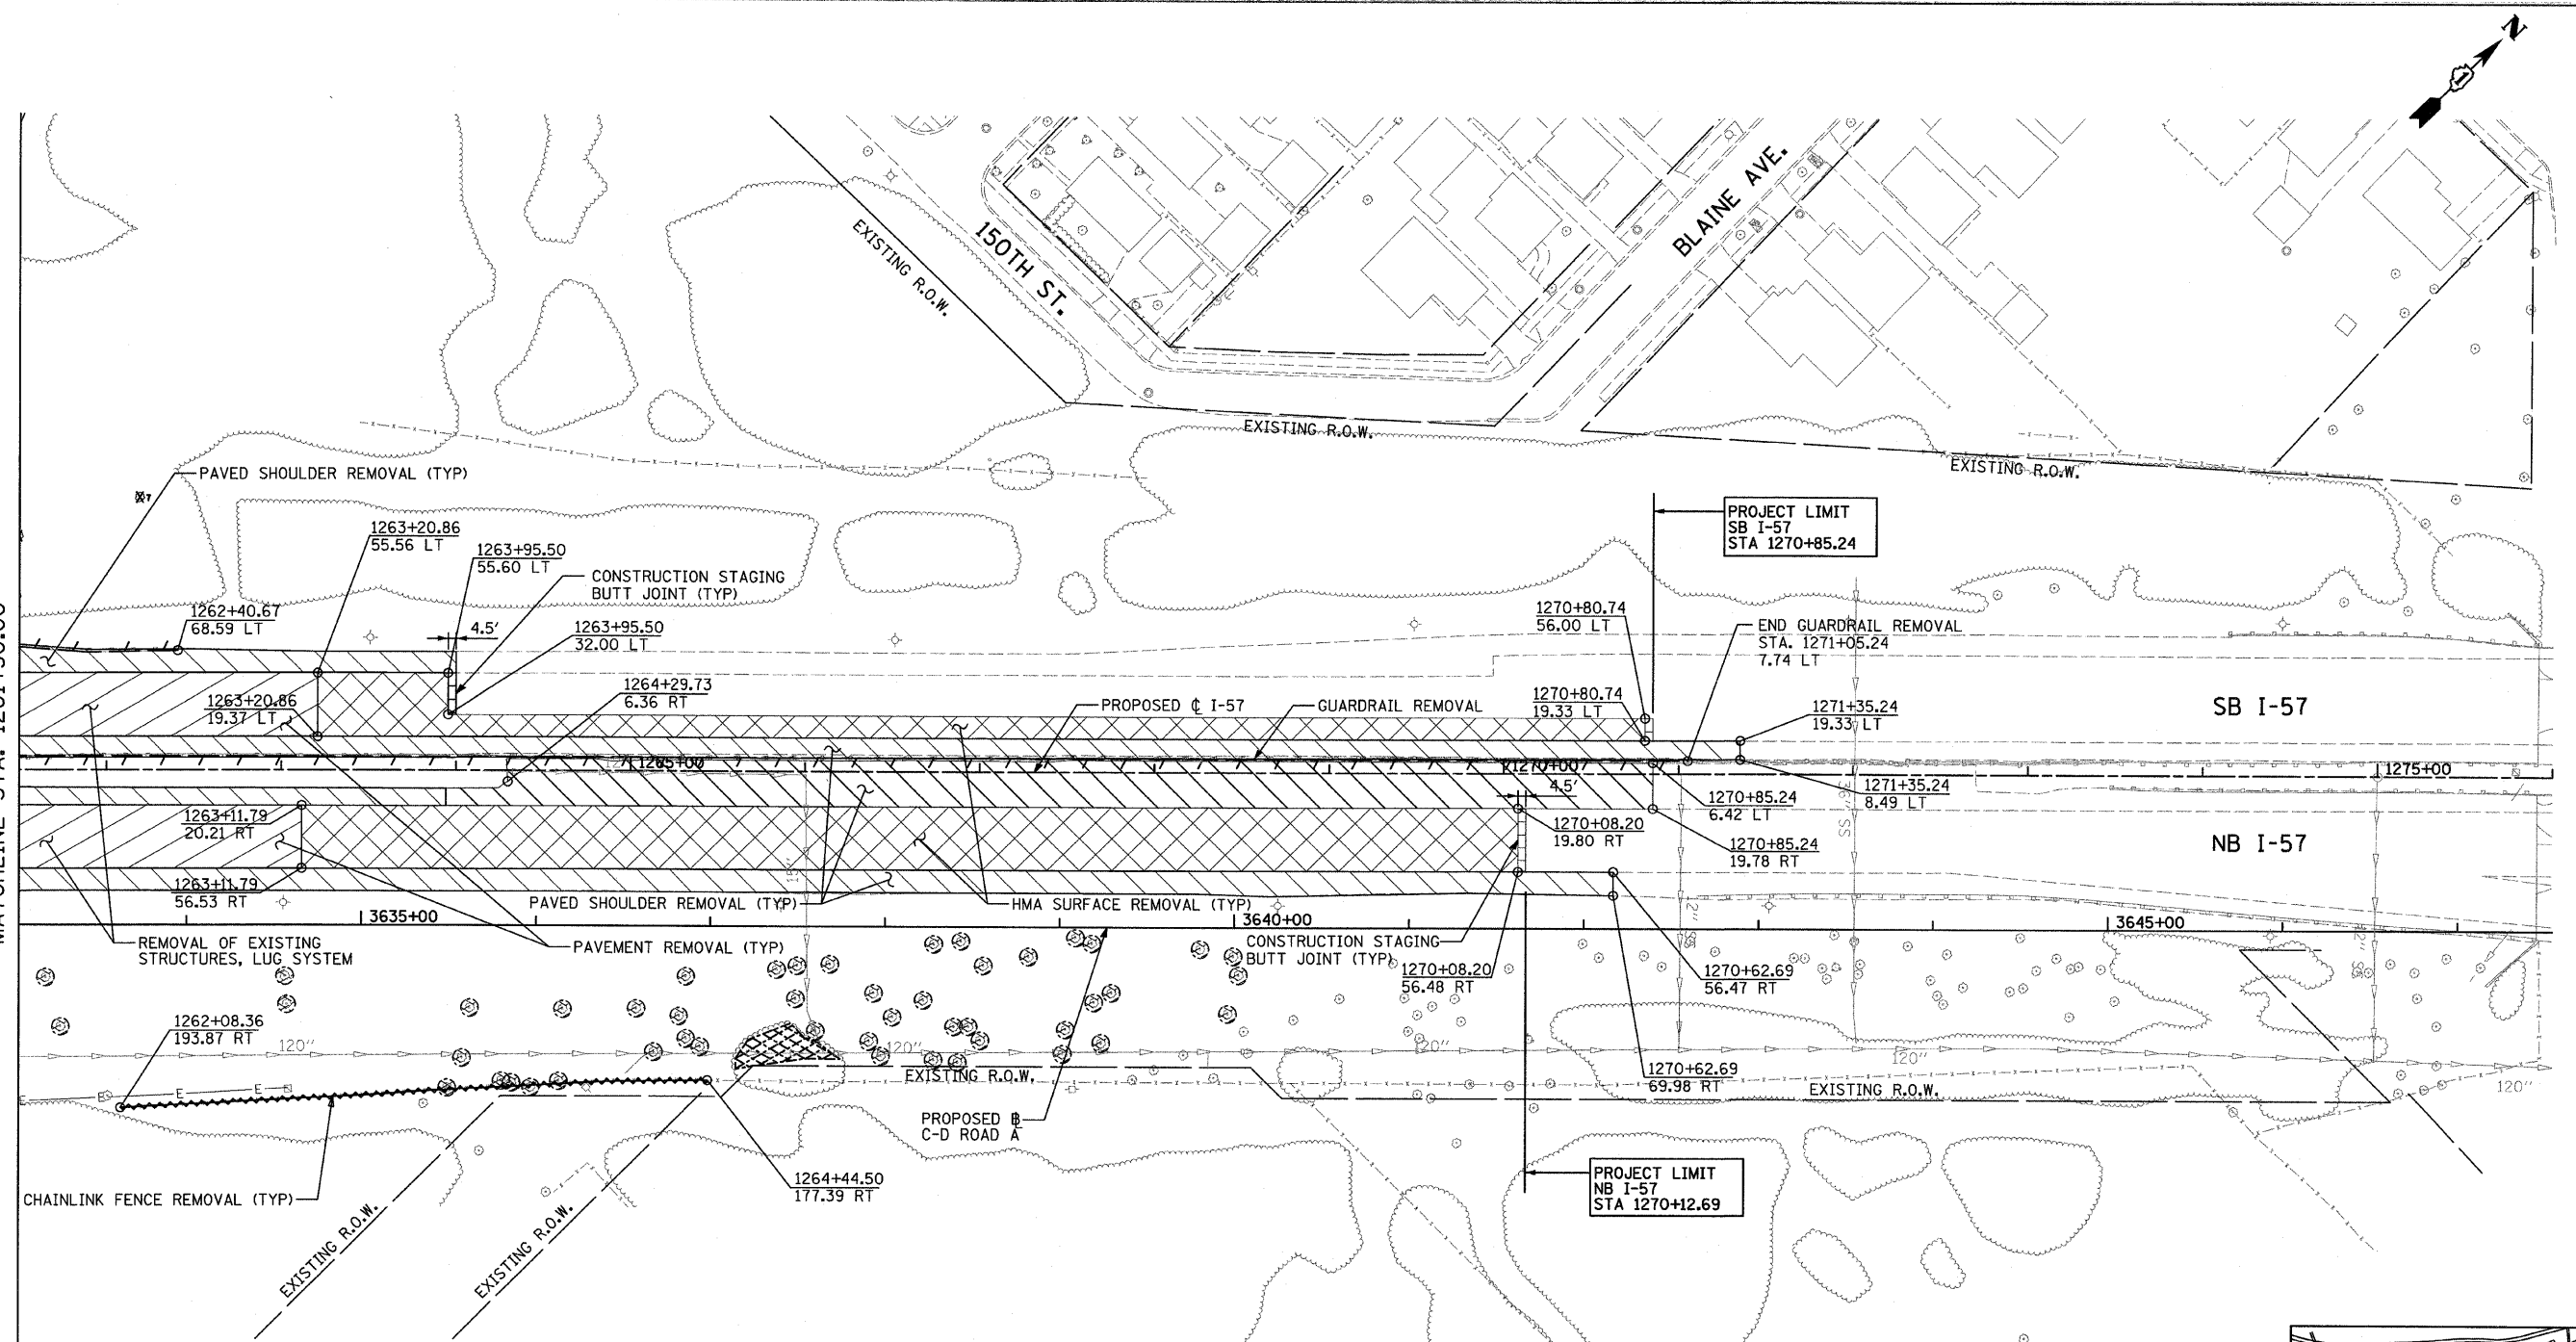 N
150TH ST.
BLAINE AVE.
EXISTING R.O.W.
EXISTING R.O.W.
EXISTING R.O.W.
PAVED SHOULDER REMOVAL (TYP)
1263+20.86
55.56 LT
1263+95.50
55.60 LT
CONSTRUCTION STAGING
BUTT JOINT (TYP)
PROJECT LIMIT
SB I-57
STA 1270+85.24
1262+40.67
68.59 LT
4.5'
1263+95.50
32.00 LT
1270+80.74
56.00 LT
END GUARDRAIL REMOVAL
STA. 1271+05.24
7.74 LT
1263+20.86
19.37 LT
1264+29.73
6.36 RT
PROPOSED ℄ I-57
GUARDRAIL REMOVAL
1270+80.74
19.33 LT
1271+35.24
19.33 LT
SB I-57
1265+00
1270+00
1275+00
1263+11.79
20.21 RT
4.5'
1270+08.20
19.80 RT
1270+85.24
6.42 LT
1271+35.24
8.49 LT
36" SS
1270+85.24
19.78 RT
NB I-57
1263+11.79
56.53 RT
15"
PAVED SHOULDER REMOVAL (TYP)
HMA SURFACE REMOVAL (TYP)
3635+00
3640+00
3645+00
REMOVAL OF EXISTING
STRUCTURES, LUG SYSTEM
PAVEMENT REMOVAL (TYP)
CONSTRUCTION STAGING
BUTT JOINT (TYP)
1270+08.20
56.48 RT
1270+62.69
56.47 RT
12" SS
12" SS
1262+08.36
193.87 RT
120"
120"
120"
120"
120"
E
E
E
EXISTING R.O.W.
1270+62.69
69.98 RT
EXISTING R.O.W.
PROPOSED ⅊
C-D ROAD A
CHAINLINK FENCE REMOVAL (TYP)
1264+44.50
177.39 RT
PROJECT LIMIT
NB I-57
STA 1270+12.69
EXISTING R.O.W.
EXISTING R.O.W.